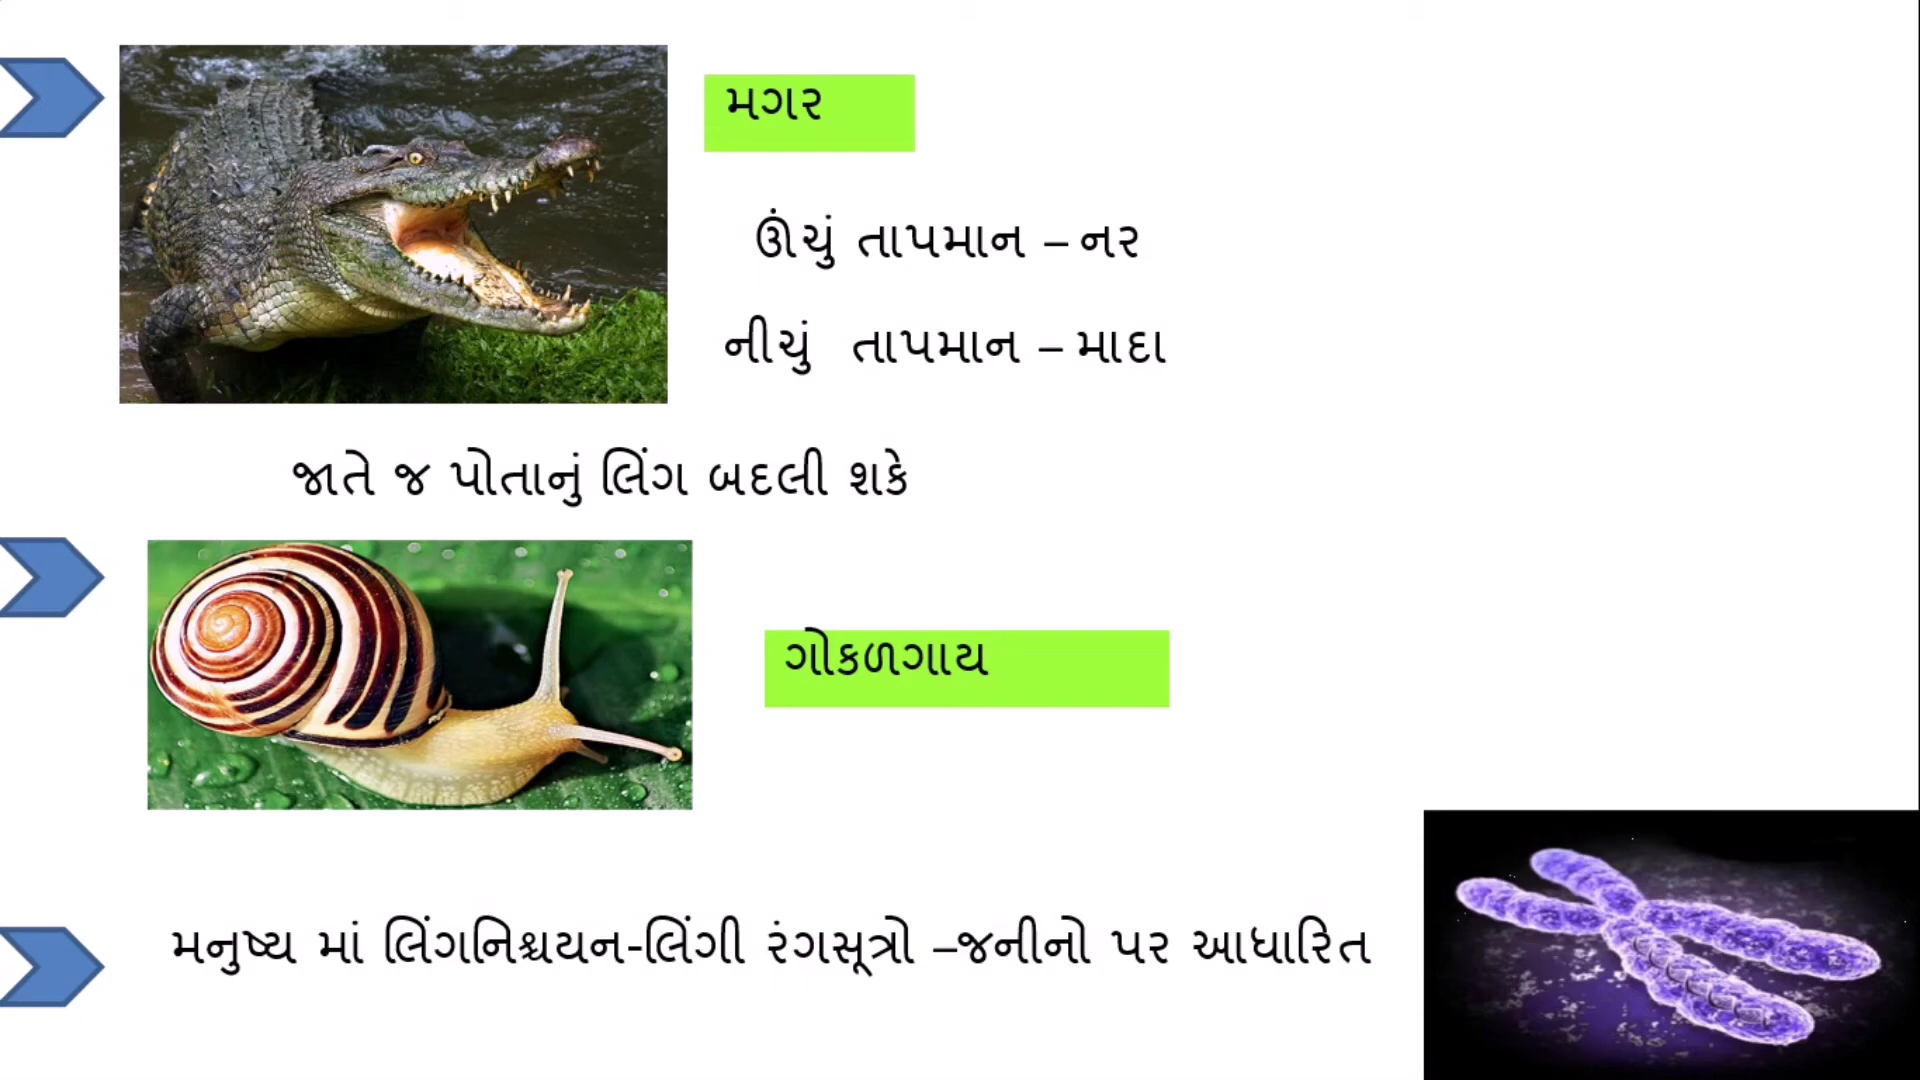 મગર
ઊંચું તાપમાન – નર
નીચું તાપમાન – માદા
જાતે જ પોતાનું લિંગ બદલી શકે
ગોકળગાય
મનુષ્ય માં લિંગનિશ્ચયન-લિંગી રંગસૂત્રો –જનીનો પર આધારિત